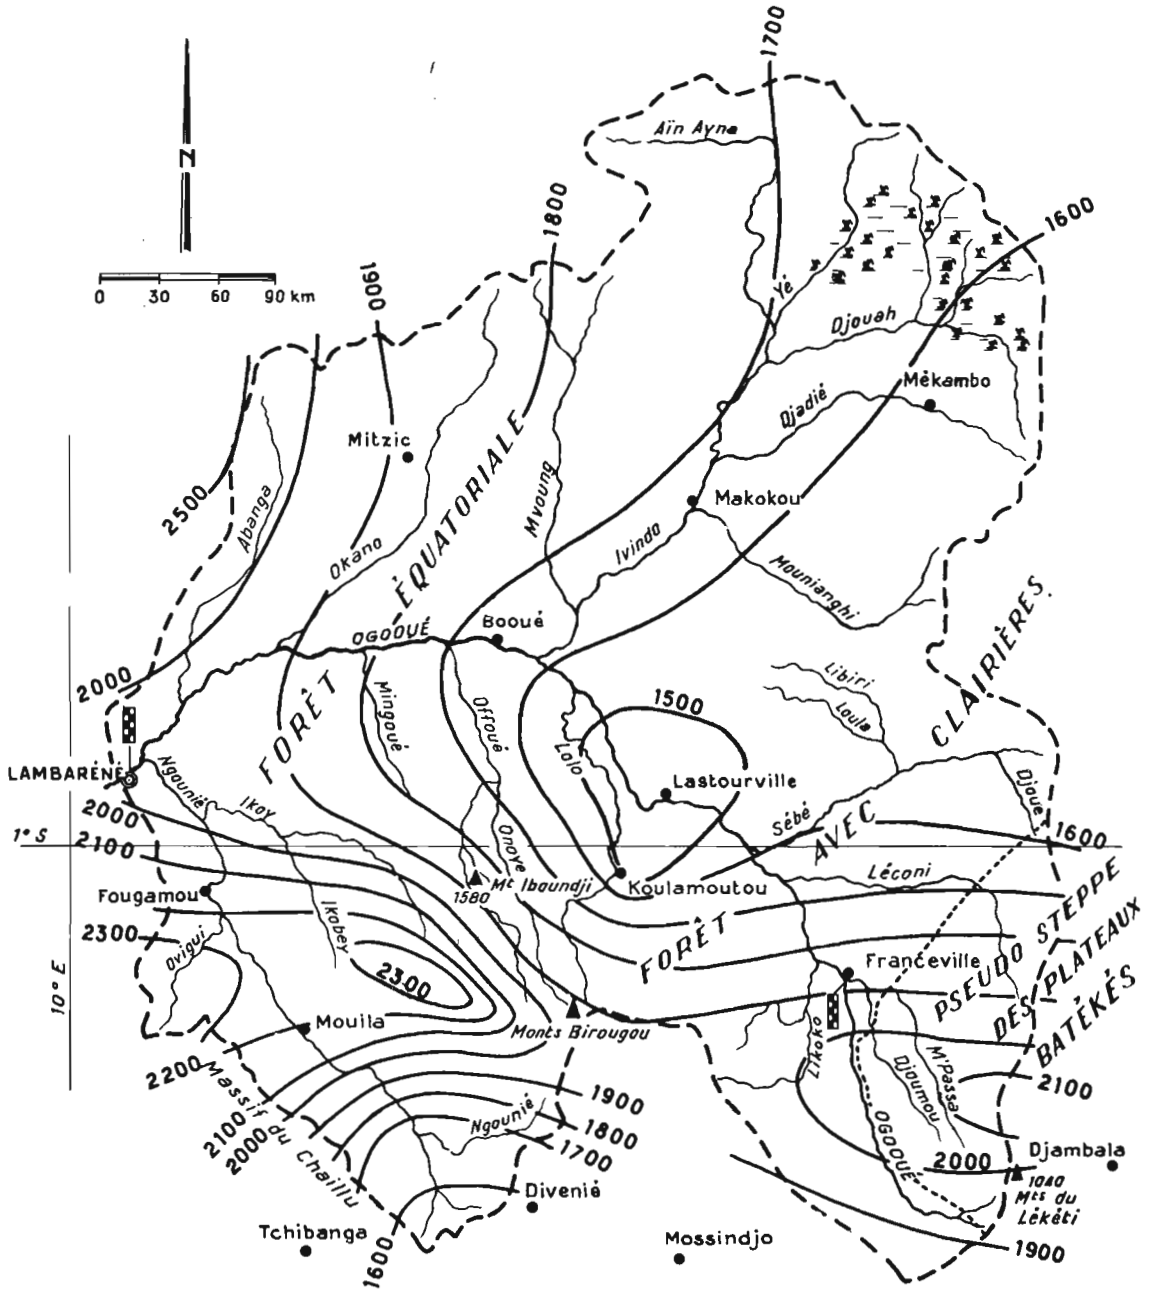 1700
Aïn Ayna
N
1800
1600
1900
0 30 60 90 km
Yé
Djouah
Mékambo
Djadié
Mitzic
2500
Abanga
ÉQUATORIALE
Mvoung
Makokou
Okano
Ivindo
Mounianghi
OGOOUÉ
Booué
CLAIRIÈRES
2000
FORÊT
Mingoué
Offoué
Libiri
Loula
1500
Lolo
LAMBARÉNÉ
Ngounié
Ikoy
Lastourville
Djouel
2000
Sébé
AVEC
1600
1° S
2100
Onoye
Mt Iboundji
1580
Koulamoutou
Léconi
Fougamou
Ikobey
FORÊT
PSEUDO STEPPE
2300
Ovigui
Franceville
DES PLATEAUX
10° E
2300
BATÉKÉS
Mouila
Monts Birougou
Likoko
M'Passa
Djoumou
2200
Massif du Chaillu
1900
2100
2100
2000
Ngounié
1800
OGOOUÉ
1700
Djambala
2000
1040
Mts du
Lékéti
Divenié
Tchibanga
Mossindjo
1600
1900